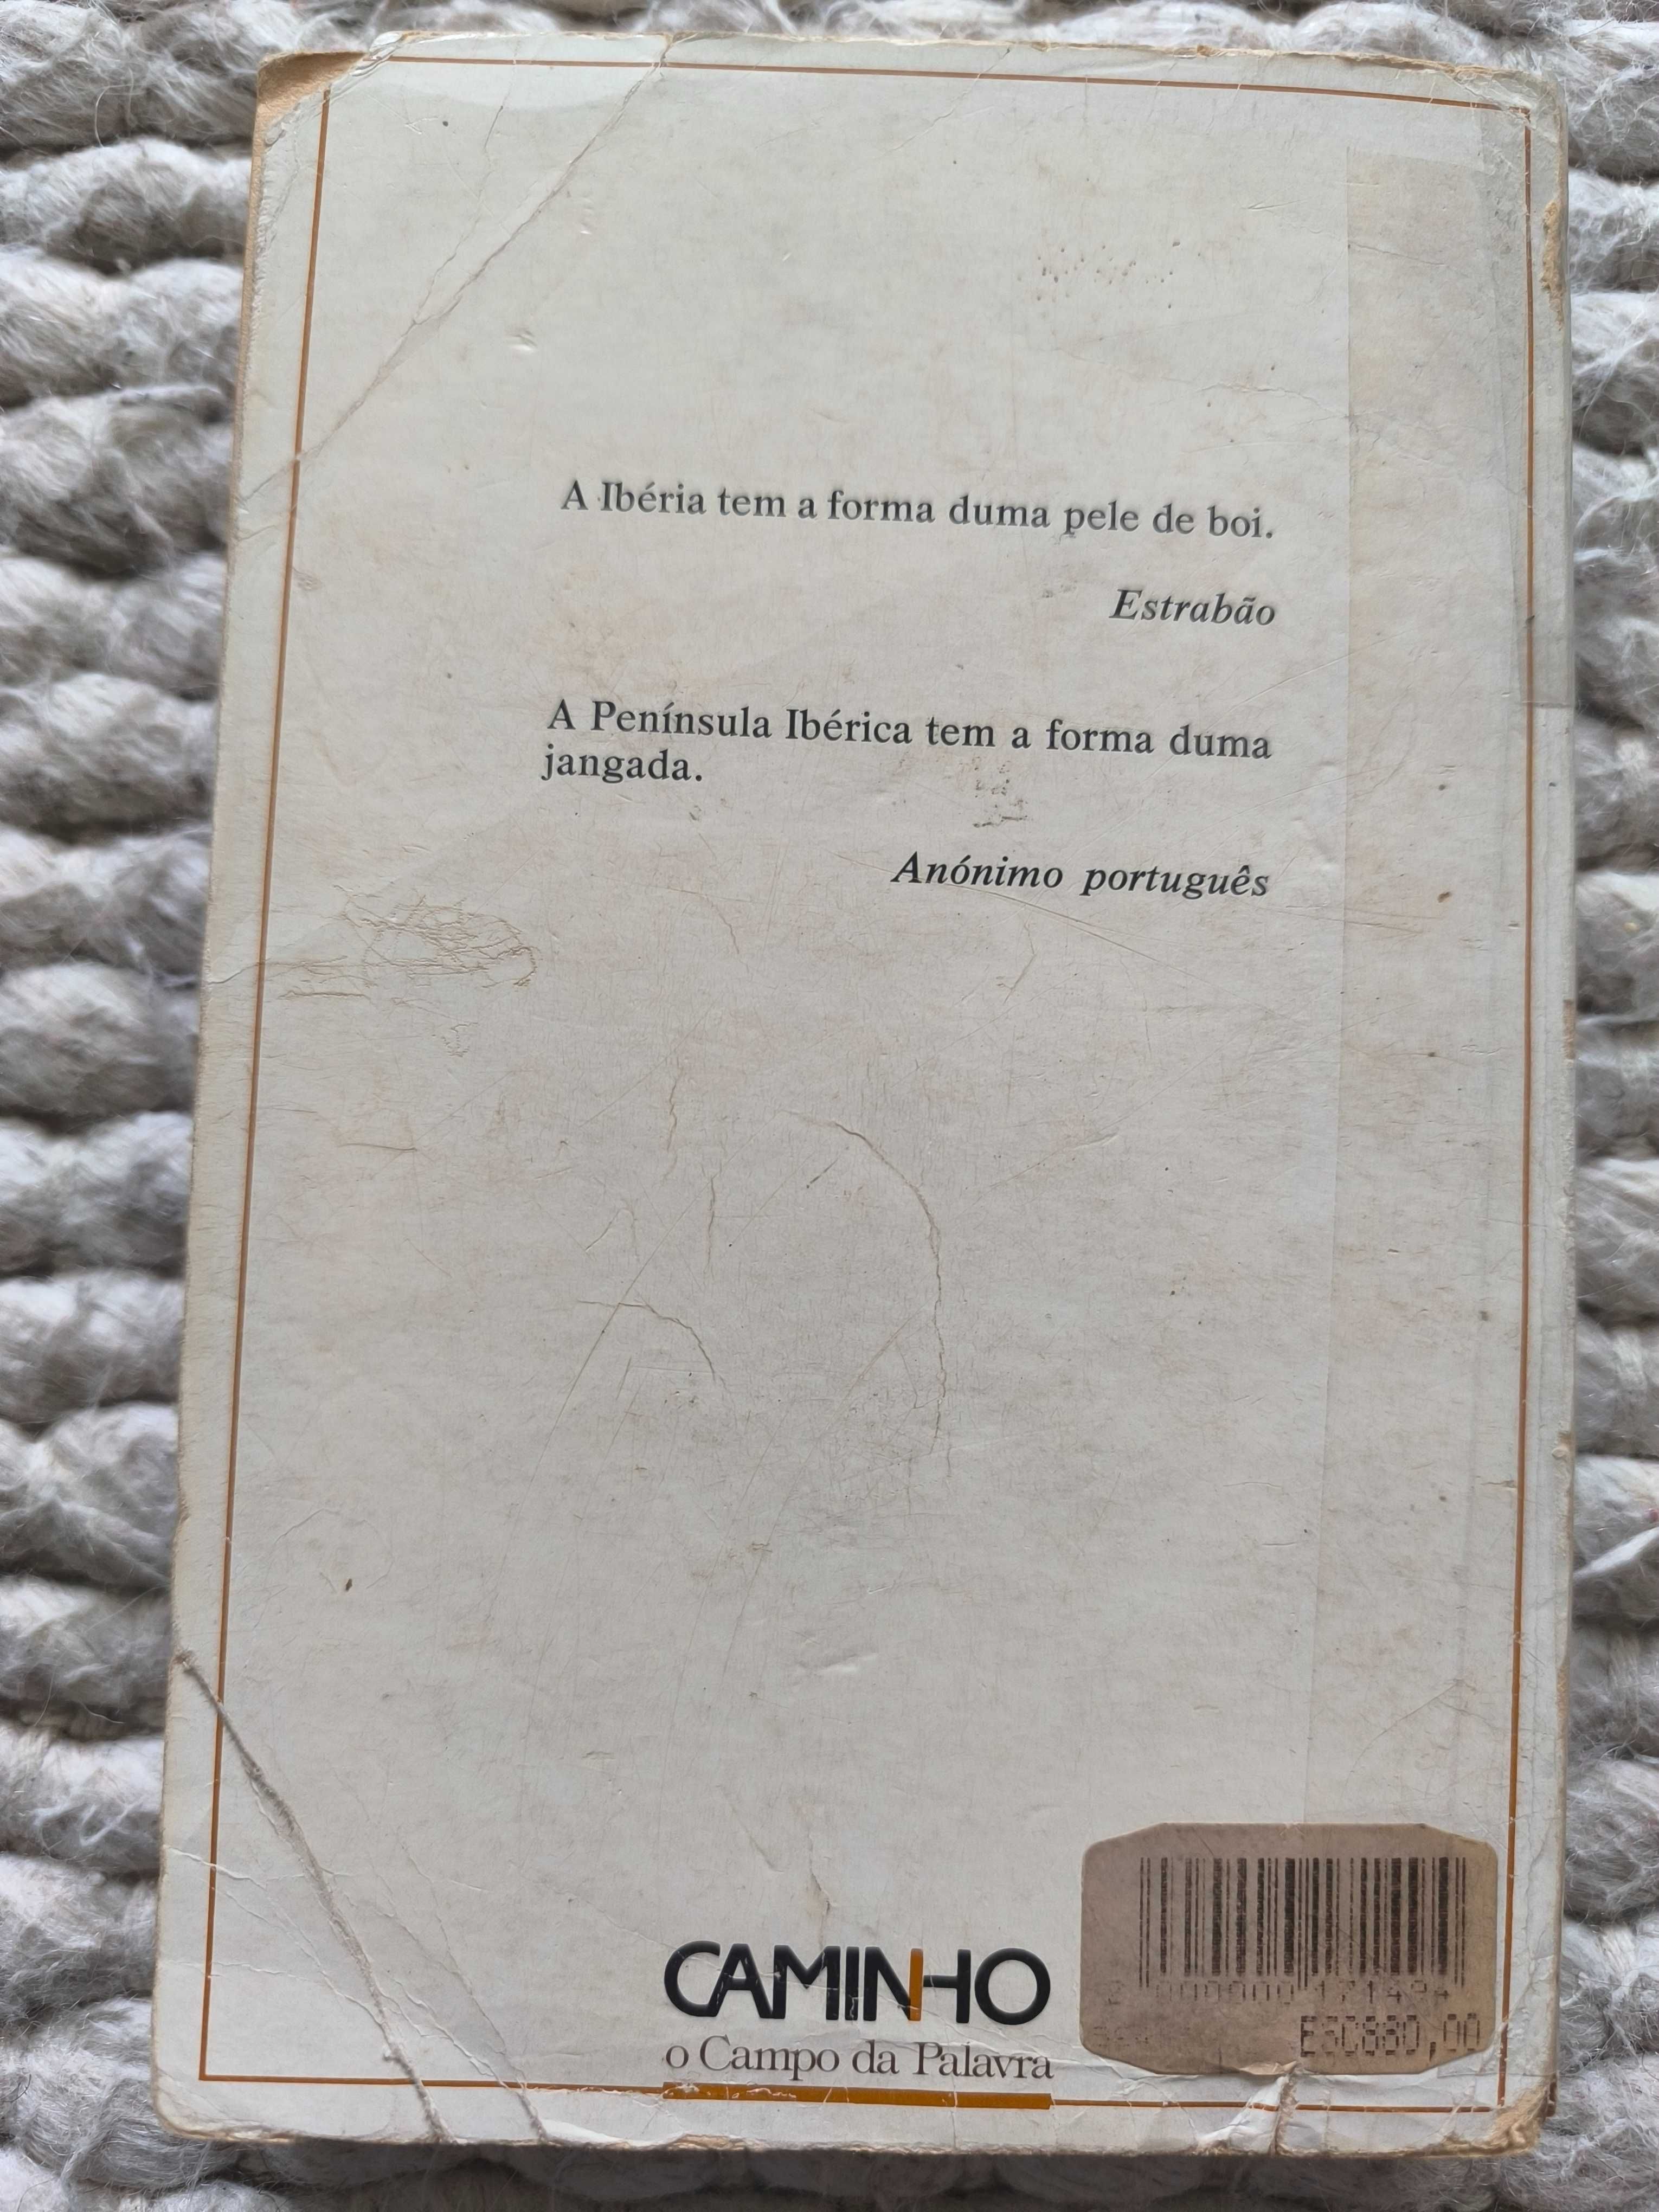 A Ibéria tem a forma duma pele de boi.
Estrabão
A Península Ibérica tem a forma duma
jangada.
Anónimo português
CAMINHO
o Campo da Palavra
ESC880,00